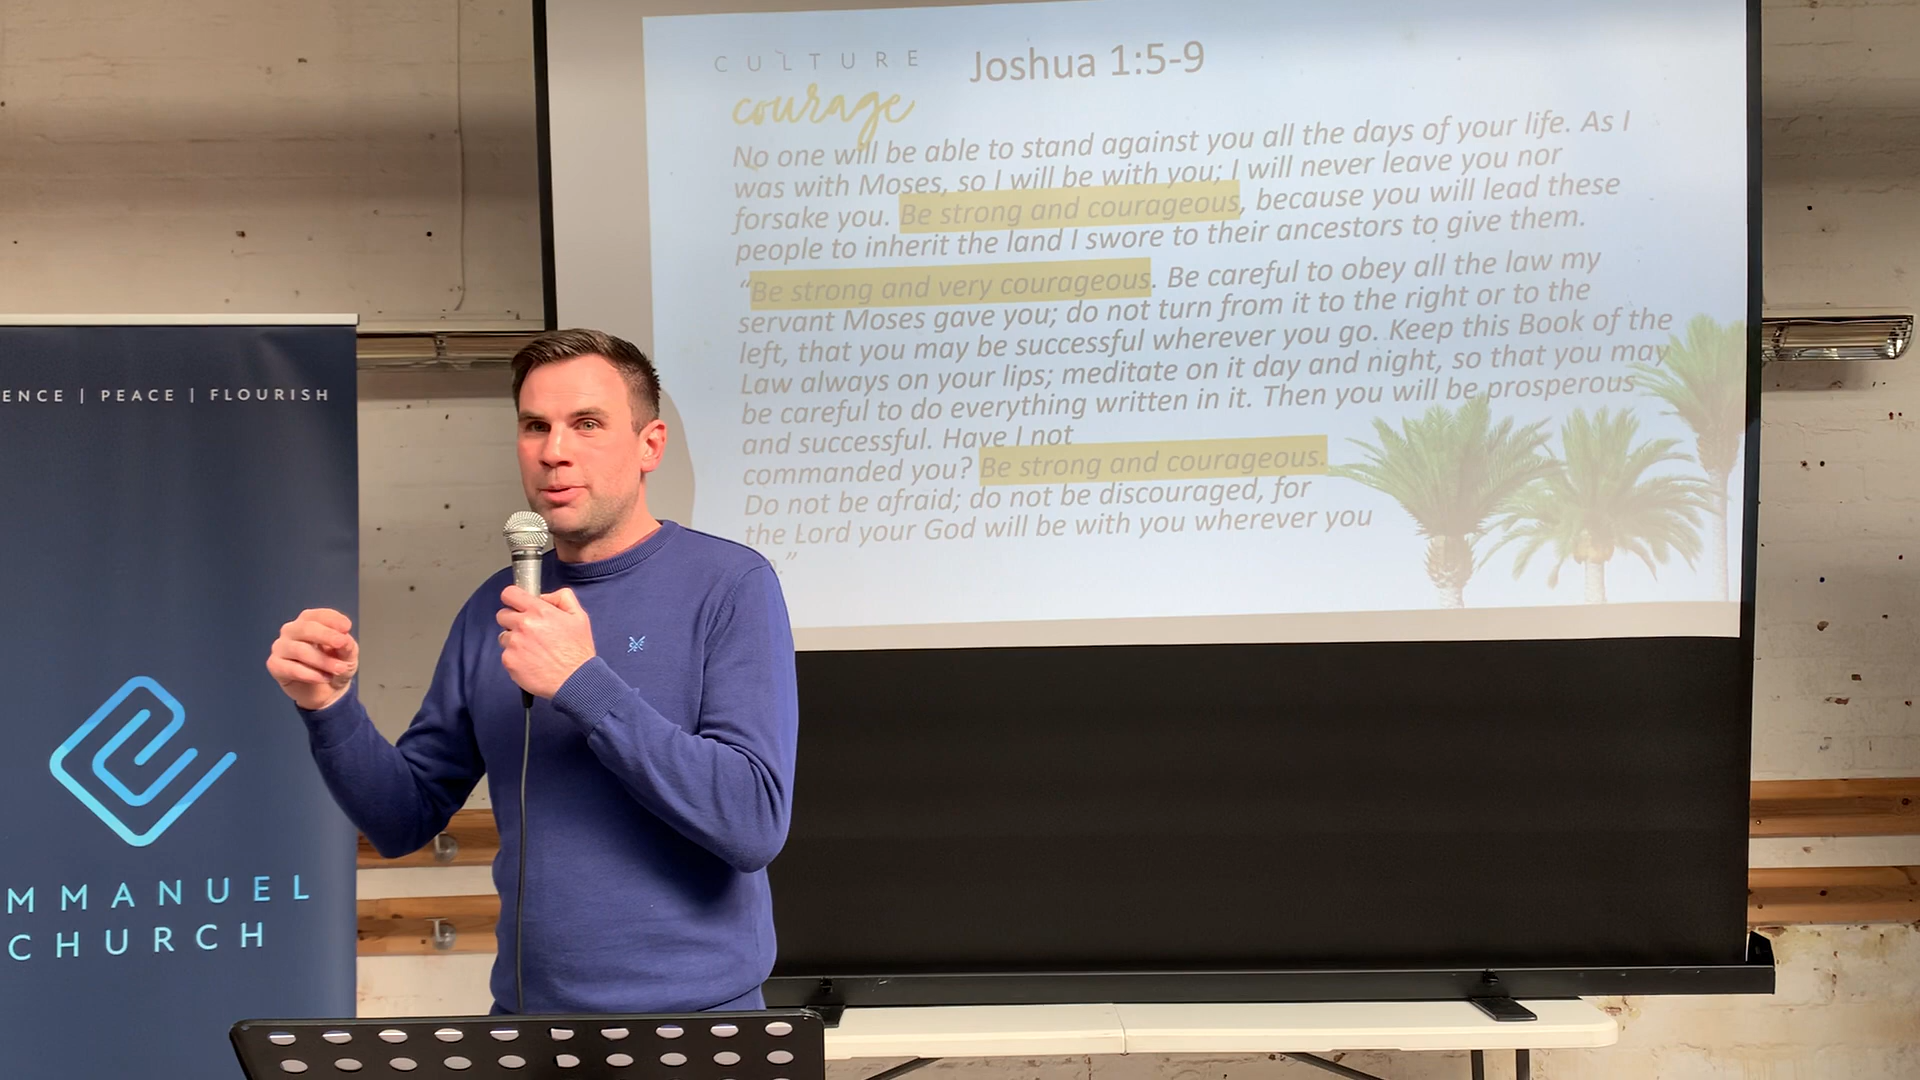 CULTURE
Joshua 1:5-9
courage
No one will be able to stand against you all the days of your life. As I
was with Moses, so I will be with you; I will never leave you nor
forsake you. Be strong and courageous, because you will lead these
people to inherit the land I swore to their ancestors to give them.
“Be strong and very courageous. Be careful to obey all the law my
servant Moses gave you; do not turn from it to the right or to the
left, that you may be successful wherever you go. Keep this Book of the
Law always on your lips; meditate on it day and night, so that you may
be careful to do everything written in it. Then you will be prosperous
and successful. Have I not
commanded you? Be strong and courageous.
Do not be afraid; do not be discouraged, for
the Lord your God will be with you wherever you
ENCE | PEACE | FLOURISH
MMANUEL
CHURCH